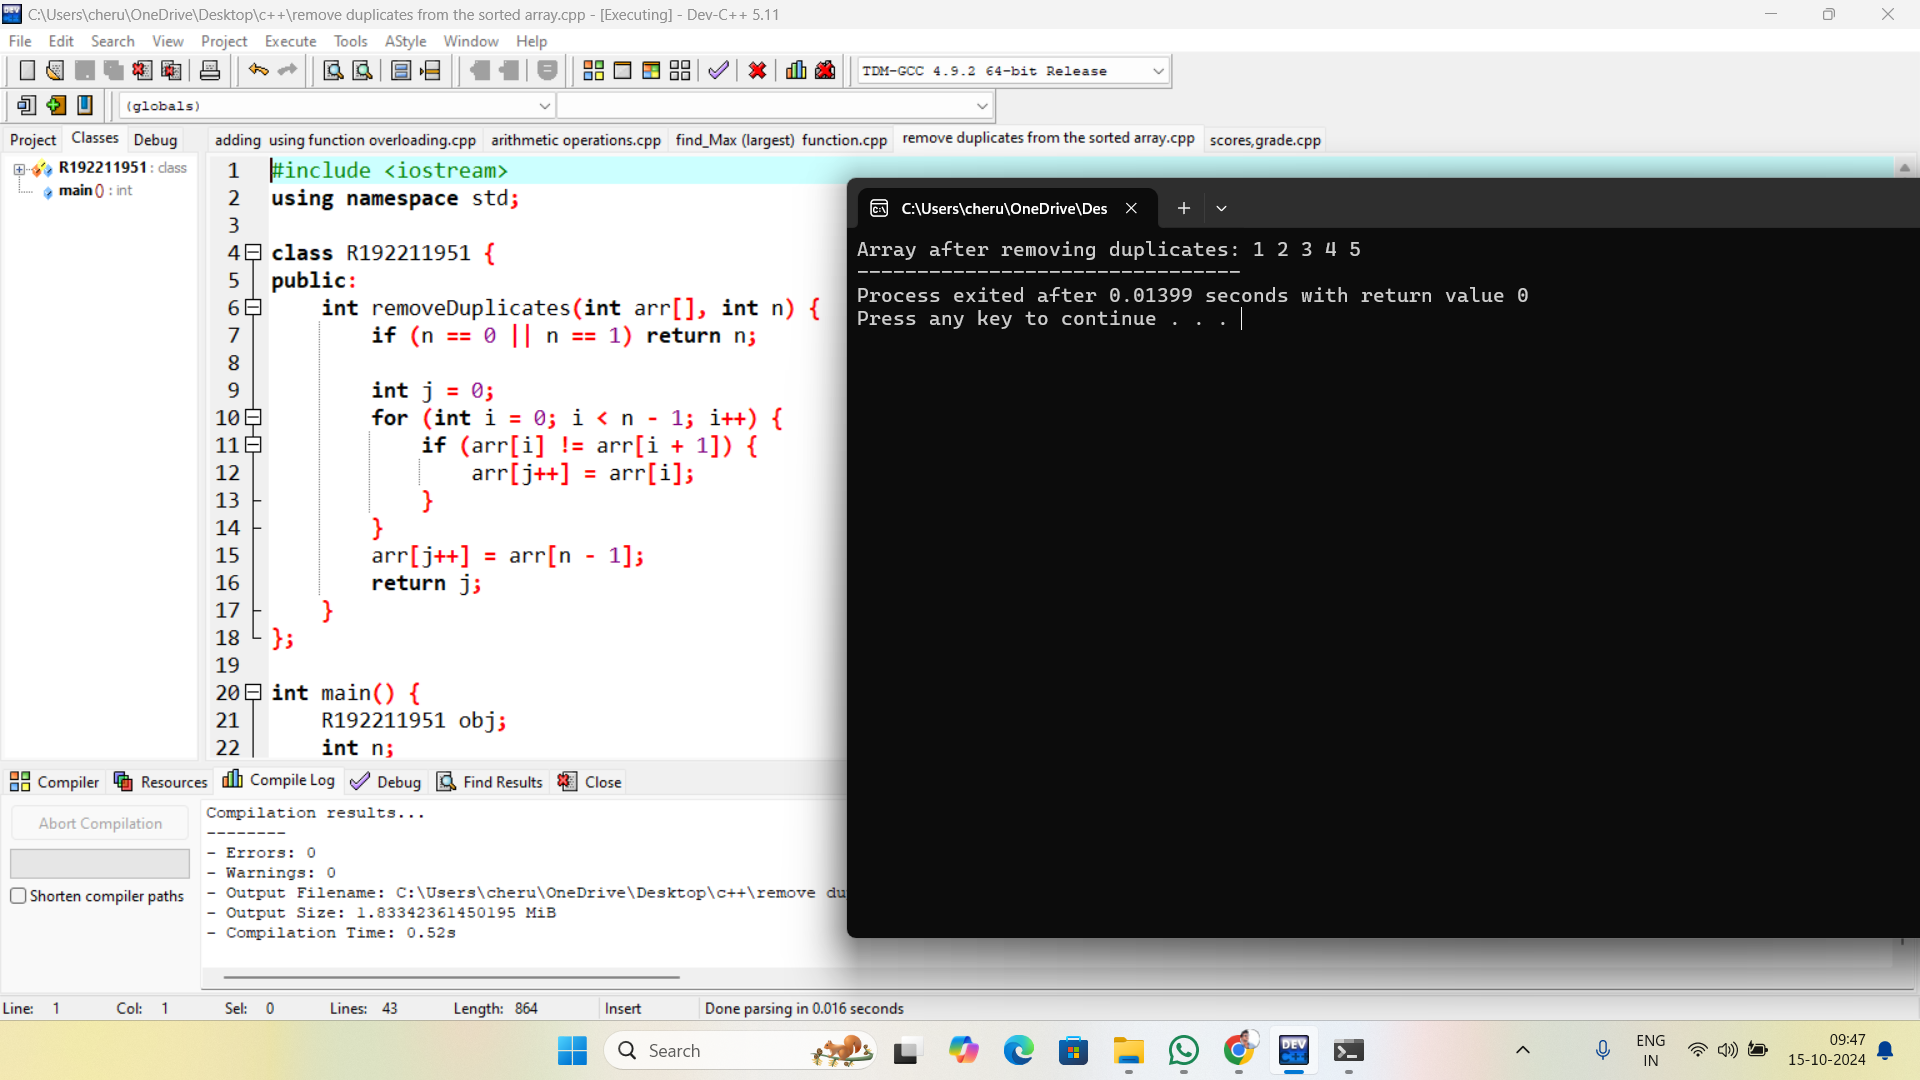 C:\Users\cheru\OneDrive\Desktop\c++\remove duplicates from the sorted array.cpp - [Executing] - Dev-C++ 5.11
File Edit Search View Project Execute Tools AStyle Window Help
TDM-GCC 4.9.2 64-bit Release
(globals)
Project Classes Debug
adding using function overloading.cpp arithmetic operations.cpp find_Max (largest) function.cpp remove duplicates from the sorted array.cpp scores,grade.cpp
R192211951 : class
main () : int
1 #include <iostream>
2 using namespace std;
3
4 class R192211951 {
5 public:
6 int removeDuplicates(int arr[], int n) {
7 if (n == 0 || n == 1) return n;
8
9 int j = 0;
10 for (int i = 0; i < n - 1; i++) {
11 if (arr[i] != arr[i + 1]) {
12 arr[j++] = arr[i];
13 }
14 }
15 arr[j++] = arr[n - 1];
16 return j;
17 }
18 };
19
20 int main() {
21 R192211951 obj;
22 int n;
C:\Users\cheru\OneDrive\Des
Array after removing duplicates: 1 2 3 4 5
--------------------------------
Process exited after 0.01399 seconds with return value 0
Press any key to continue . . .
Compiler Resources Compile Log Debug Find Results Close
Abort Compilation
Shorten compiler paths
Compilation results...
--------
- Errors: 0
- Warnings: 0
- Output Filename: C:\Users\cheru\OneDrive\Desktop\c++\remove du
- Output Size: 1.83342361450195 MiB
- Compilation Time: 0.52s
Line: 1 Col: 1 Sel: 0 Lines: 43 Length: 864 Insert Done parsing in 0.016 seconds
Search
DEV
ENG
IN
09:47
15-10-2024